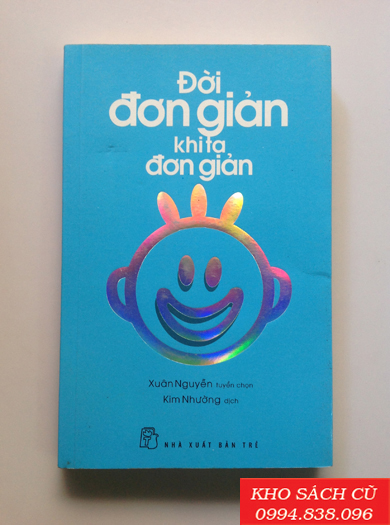 Đời
đơn giản
khi ta
đơn giản
Xuân Nguyễn tuyển chọn
Kim Nhường dịch
NHÀ XUẤT BẢN TRẺ
KHO SÁCH CŨ
0994.838.096